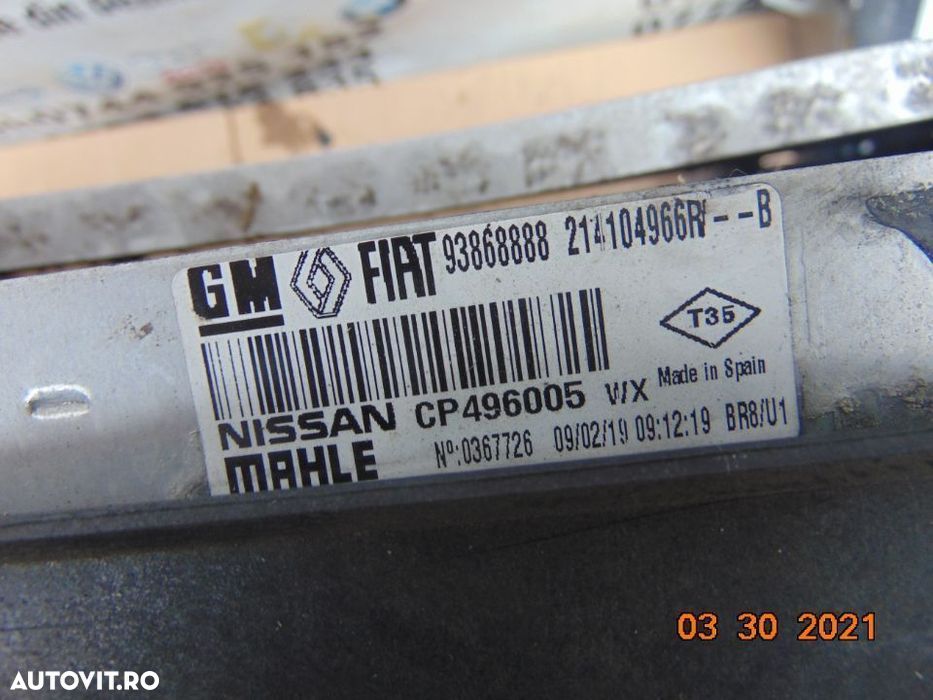 GM FIAT 93868888 214104966R/--B
T35
NISSAN CP496005 V/X Made in Spain
MAHLE Nº:0367726 09/02/19 09:12:19 BR8/U1
03 30 2021
AUTOVIT.RO